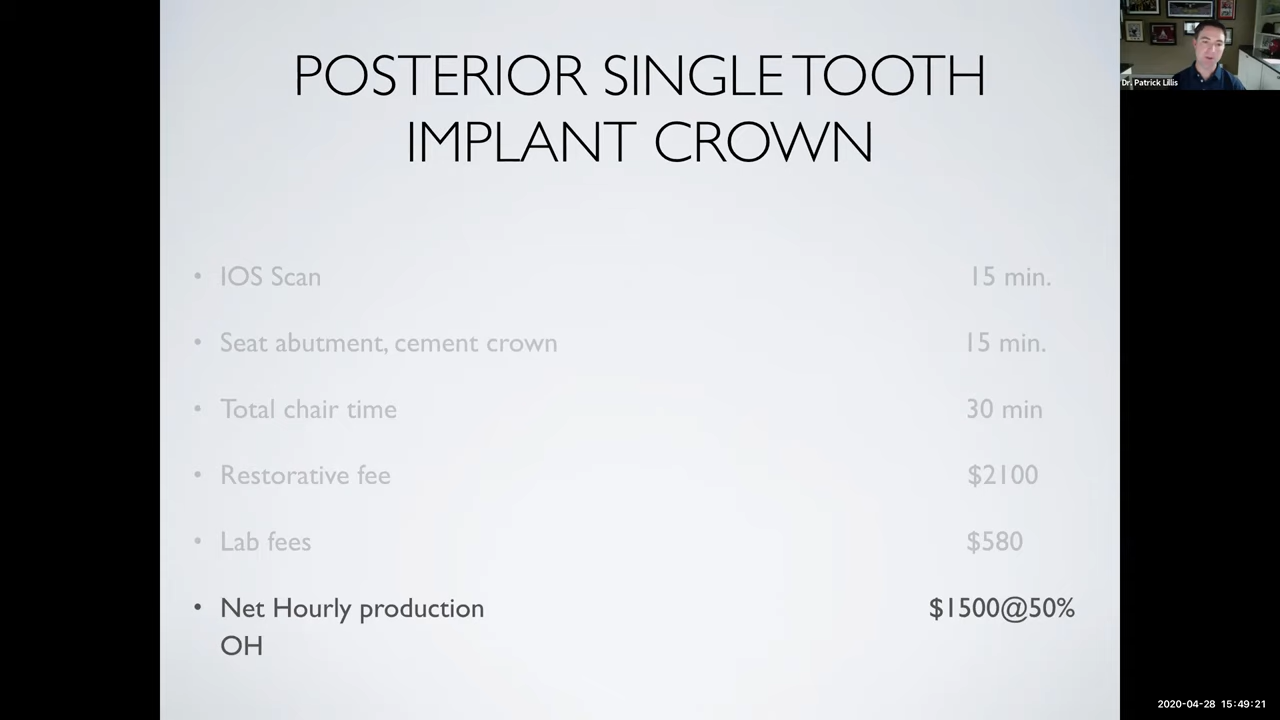 POSTERIOR SINGLE TOOTH
IMPLANT CROWN
• IOS Scan 15 min.
• Seat abutment, cement crown 15 min.
• Total chair time 30 min
• Restorative fee $2100
• Lab fees $580
• Net Hourly production $1500@50%
OH
Dr. Patrick Lillis
2020-04-28 15:49:21